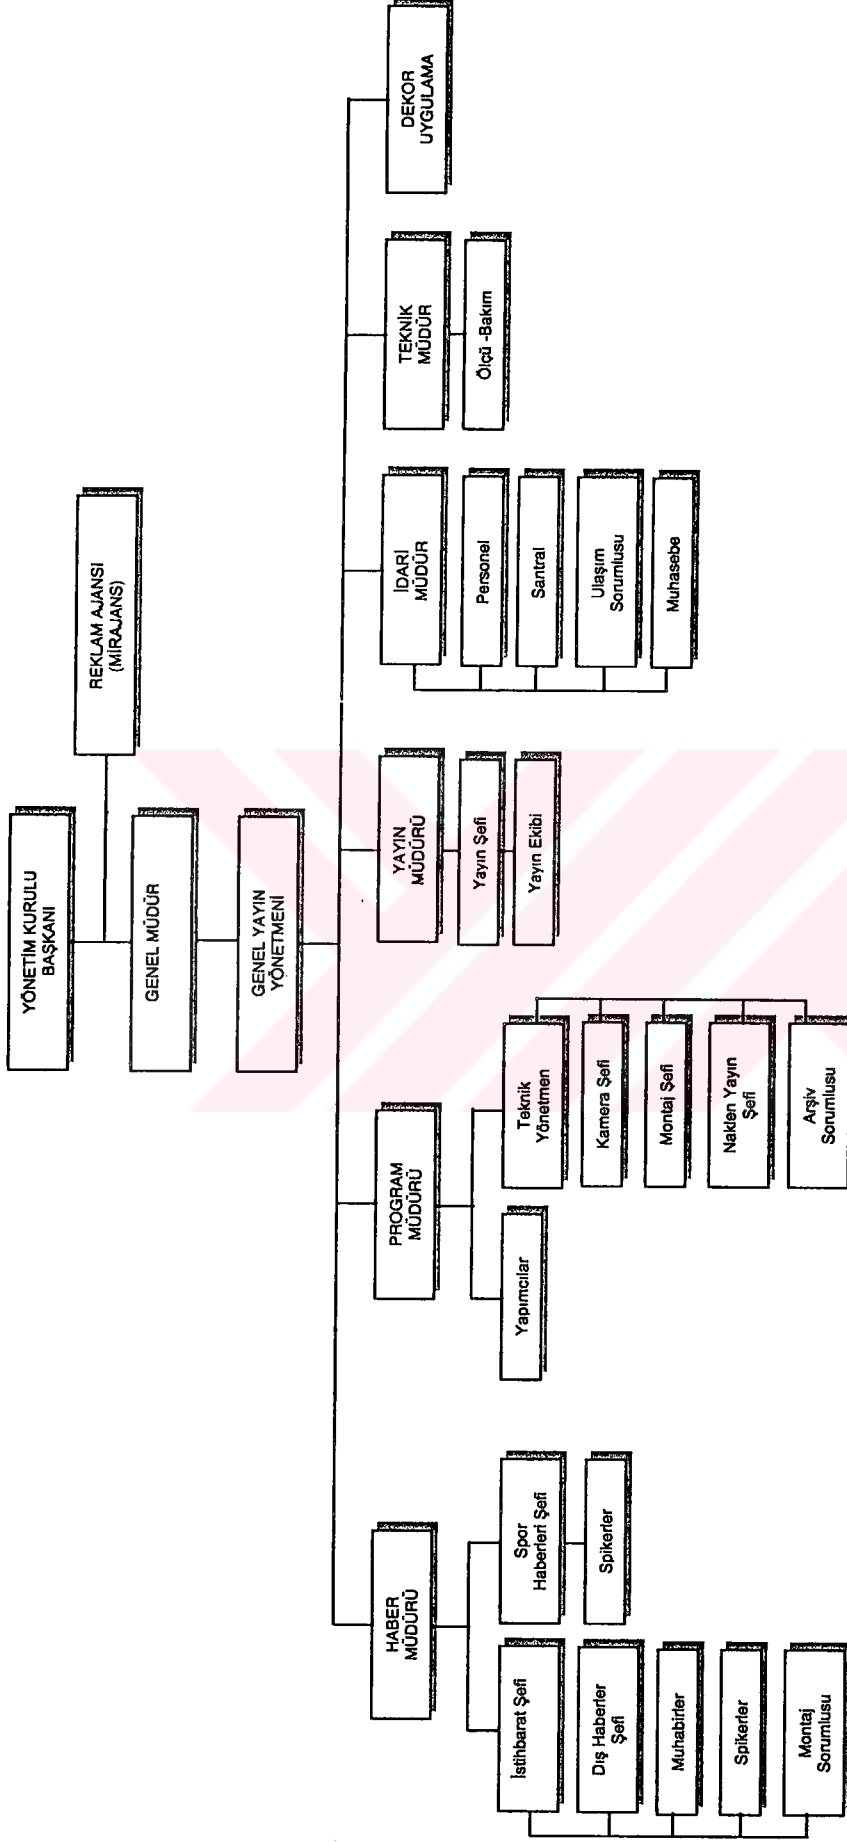 YÖNETİM KURULU
BAŞKANI
REKLAM AJANSI
(MİRAJANS)
GENEL MÜDÜR
GENEL YAYIN
YÖNETMENİ
HABER
MÜDÜRÜ
İstihbarat Şefi
Dış Haberler
Şefi
Muhabirler
Spikerler
Montaj
Sorumlusu
Spor
Haberleri Şefi
Spikerler
PROGRAM
MÜDÜRÜ
Yapımcılar
Teknik
Yönetmen
Kamera Şefi
Montaj Şefi
Naklen Yayın
Şefi
Arşiv
Sorumlusu
YAYIN
MÜDÜRÜ
Yayın Şefi
Yayın Ekibi
İDARİ
MÜDÜR
Personel
Santral
Ulaşım
Sorumlusu
Muhasebe
TEKNİK
MÜDÜR
Ölçü -Bakım
DEKOR
UYGULAMA